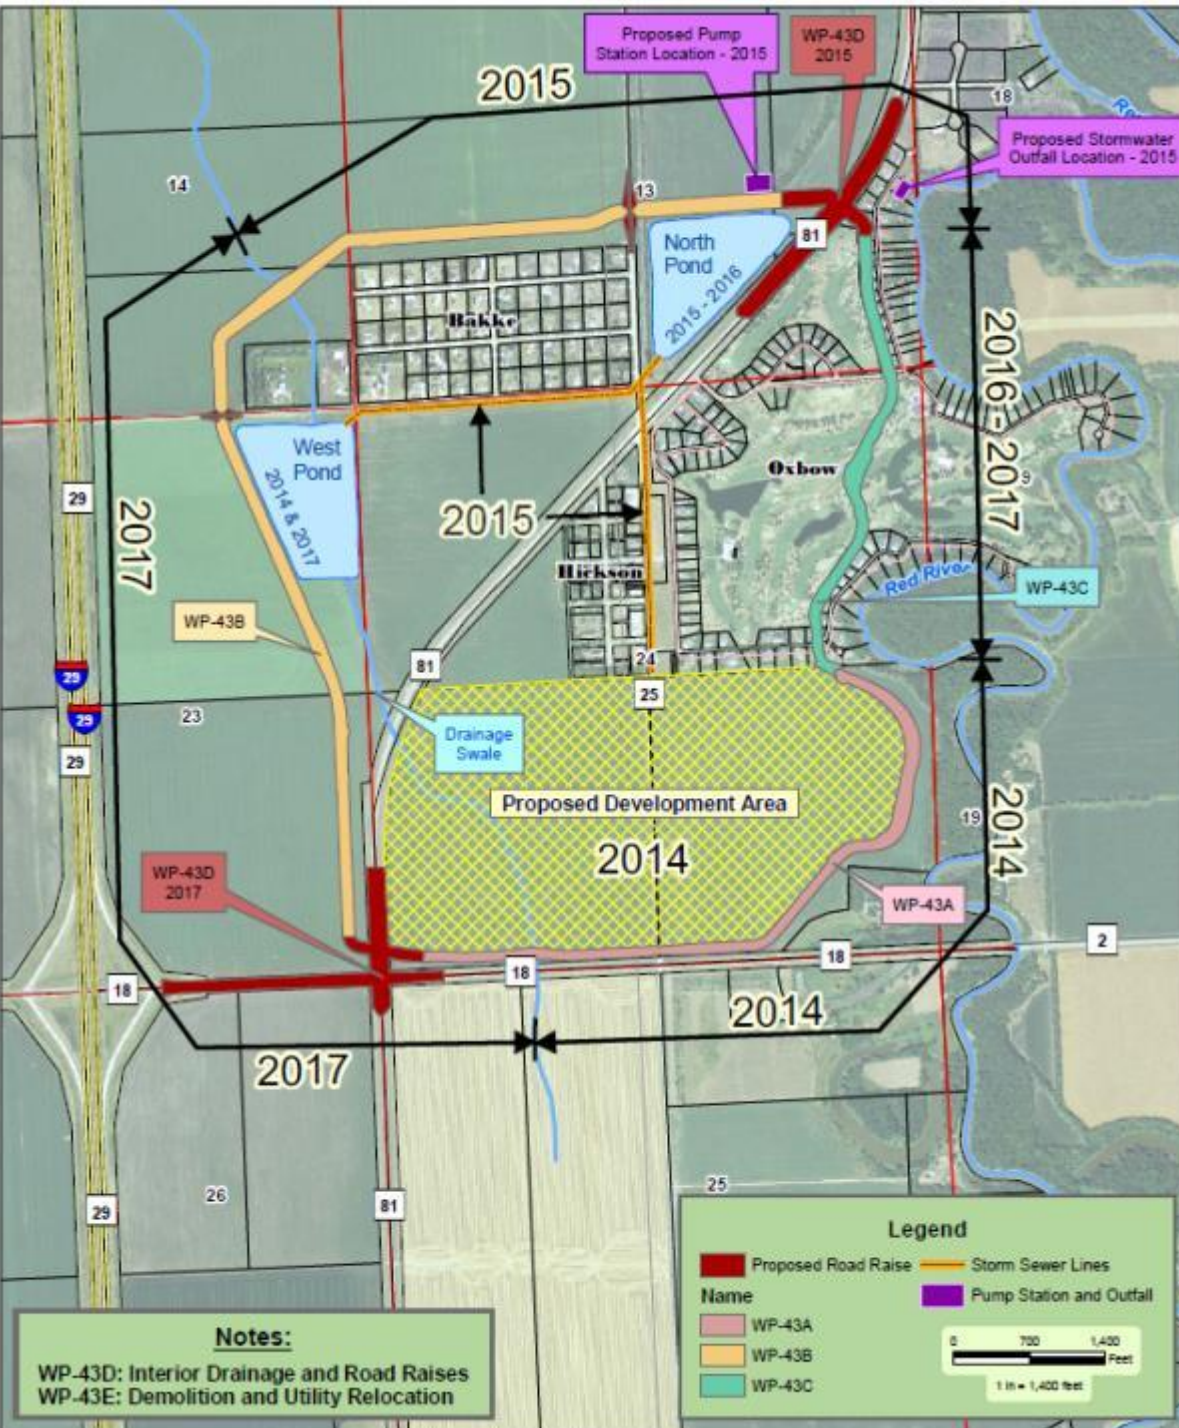 Proposed Pump
Station Location - 2015
WP-43D
2015
2015
18
Proposed Stormwater
Outfall Location - 2015
14
13
81
North
Pond
2015 - 2016
Bakke
2016 - 2017
West
Pond
2014 & 2017
Oxbow
9
29
2017
2015
Hickson
Red River
WP-43C
WP-43B
81
24
25
29
29
29
23
Drainage
Swale
Proposed Development Area
2014
19
2014
WP-43D
2017
WP-43A
2
18
18
18
2014
2017
26
25
29
81
Legend
Proposed Road Raise
Storm Sewer Lines
Name
Pump Station and Outfall
WP-43A
WP-43B
WP-43C
0 700 1,400
Feet
1 in = 1,400 feet
Notes:
WP-43D: Interior Drainage and Road Raises
WP-43E: Demolition and Utility Relocation